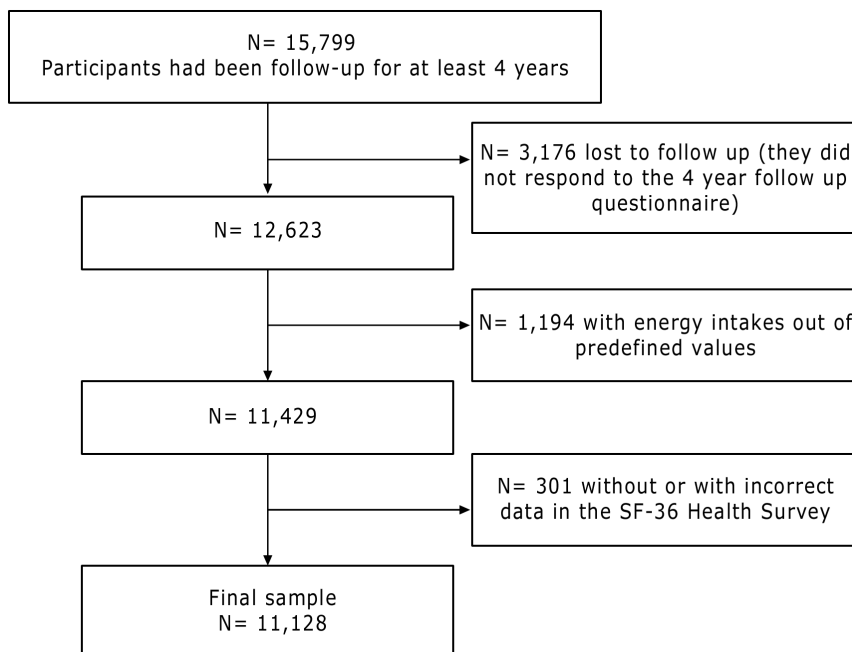 N= 15,799
Participants had been follow-up for at least 4 years
N= 3,176 lost to follow up (they did
not respond to the 4 year follow up
questionnaire)
N= 12,623
N= 1,194 with energy intakes out of
predefined values
N= 11,429
N= 301 without or with incorrect
data in the SF-36 Health Survey
Final sample
N= 11,128